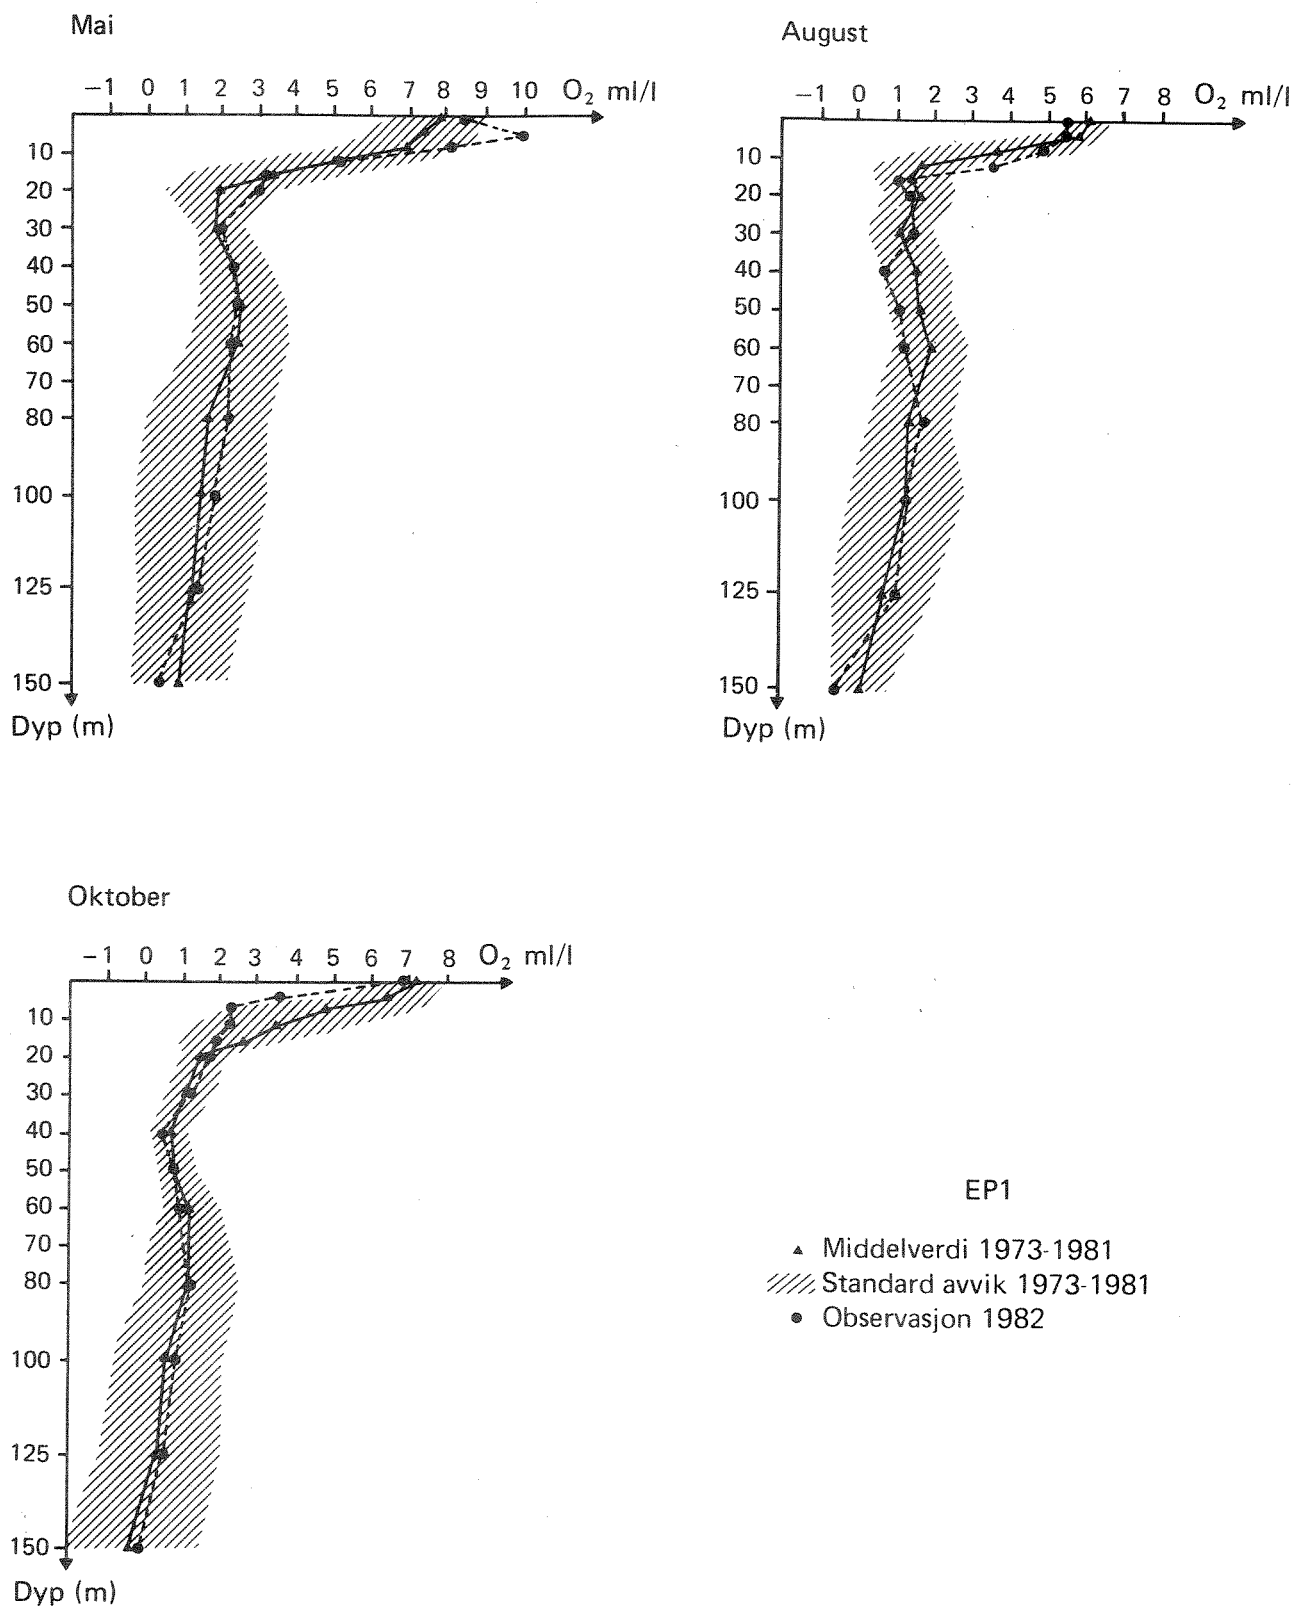 Mai
−1 0 1 2 3 4 5 6 7 8 9 10 O₂ ml/l
10
20
30
40
50
60
70
80
100
125
150
Dyp (m)
August
−1 0 1 2 3 4 5 6 7 8 O₂ ml/l
10
20
30
40
50
60
70
80
100
125
150
Dyp (m)
Oktober
−1 0 1 2 3 4 5 6 7 8 O₂ ml/l
10
20
30
40
50
60
70
80
100
125
150
Dyp (m)
EP1
Middelverdi 1973-1981
Standard avvik 1973-1981
Observasjon 1982